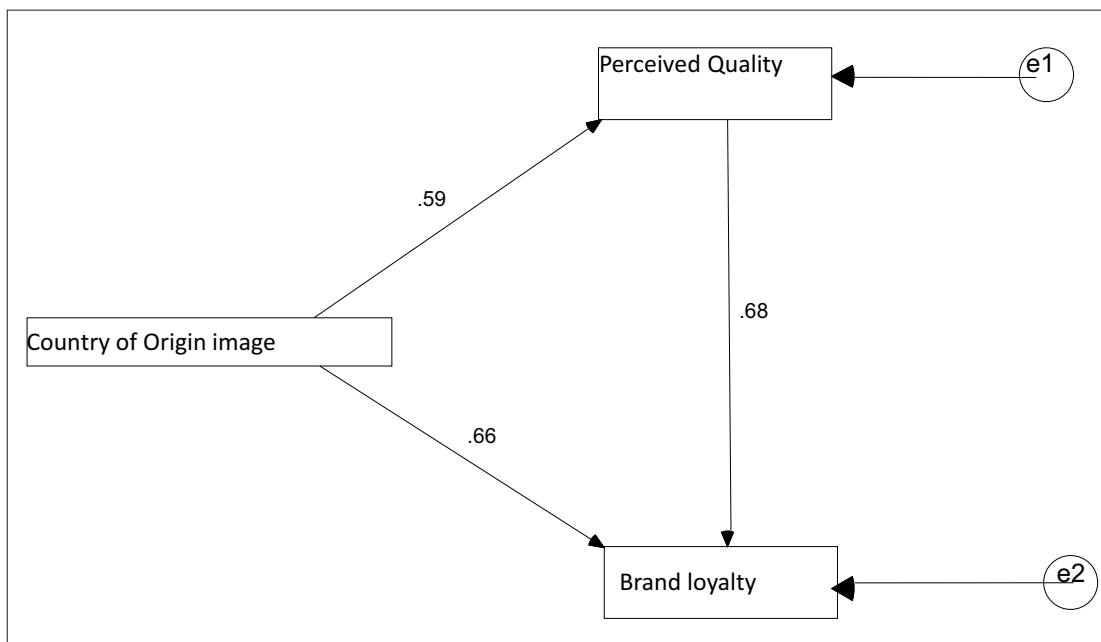 Perceived Quality
e1
.59
Country of Origin image
.68
.66
Brand loyalty
e2